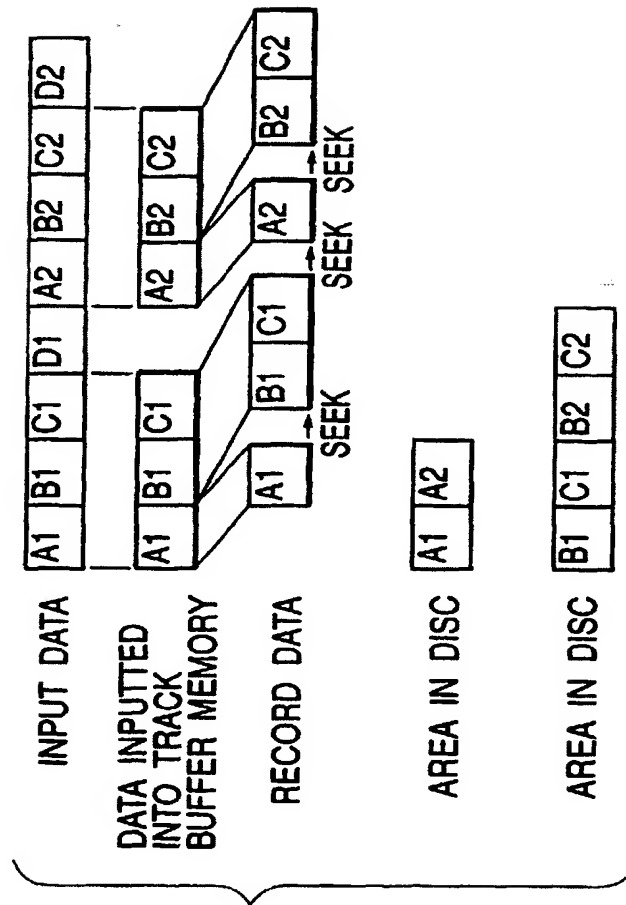 INPUT DATA
A1 B1 C1 D1 A2 B2 C2 D2
DATA INPUTTED
INTO TRACK
BUFFER MEMORY
A1 B1 C1 A2 B2 C2
RECORD DATA
A1 B1 C1 A2 B2 C2
SEEK SEEK SEEK
AREA IN DISC
A1 A2
AREA IN DISC
B1 C1 B2 C2